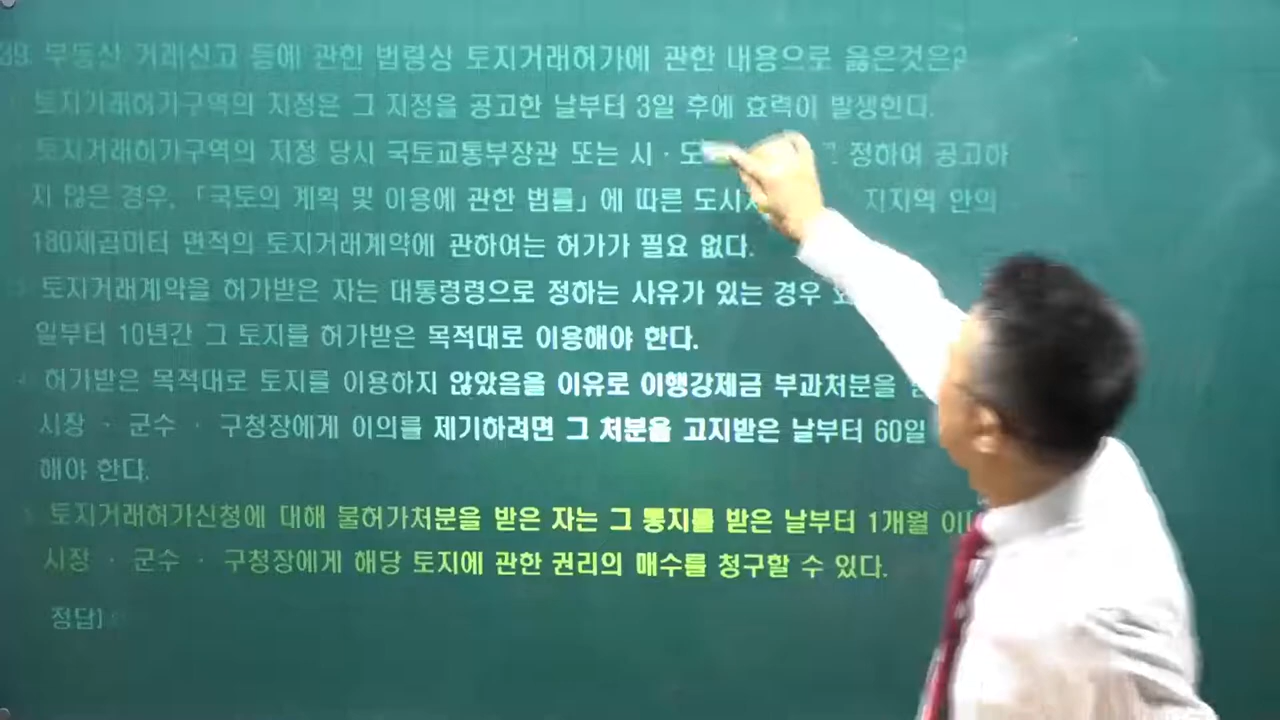 39. 부동산 거래신고 등에 관한 법령상 토지거래허가에 관한 내용으로 옳은것은?
토지거래허가구역의 지정은 그 지정을 공고한 날부터 3일 후에 효력이 발생한다.
토지거래허가구역의 지정 당시 국토교통부장관 또는 시 · 도 정하여 공고하
지 않은 경우, 「국토의 계획 및 이용에 관한 법률」에 따른 도시지 지지역 안의
180제곱미터 면적의 토지거래계약에 관하여는 허가가 필요 없다.
토지거래계약을 허가받은 자는 대통령령으로 정하는 사유가 있는 경우
일부터 10년간 그 토지를 허가받은 목적대로 이용해야 한다.
허가받은 목적대로 토지를 이용하지 않았음을 이유로 이행강제금 부과처분을
시장 · 군수 · 구청장에게 이의를 제기하려면 그 처분을 고지받은 날부터 60일
해야 한다.
토지거래허가신청에 대해 불허가처분을 받은 자는 그 통지를 받은 날부터 1개월
시장 · 군수 · 구청장에게 해당 토지에 관한 권리의 매수를 청구할 수 있다.
정답]